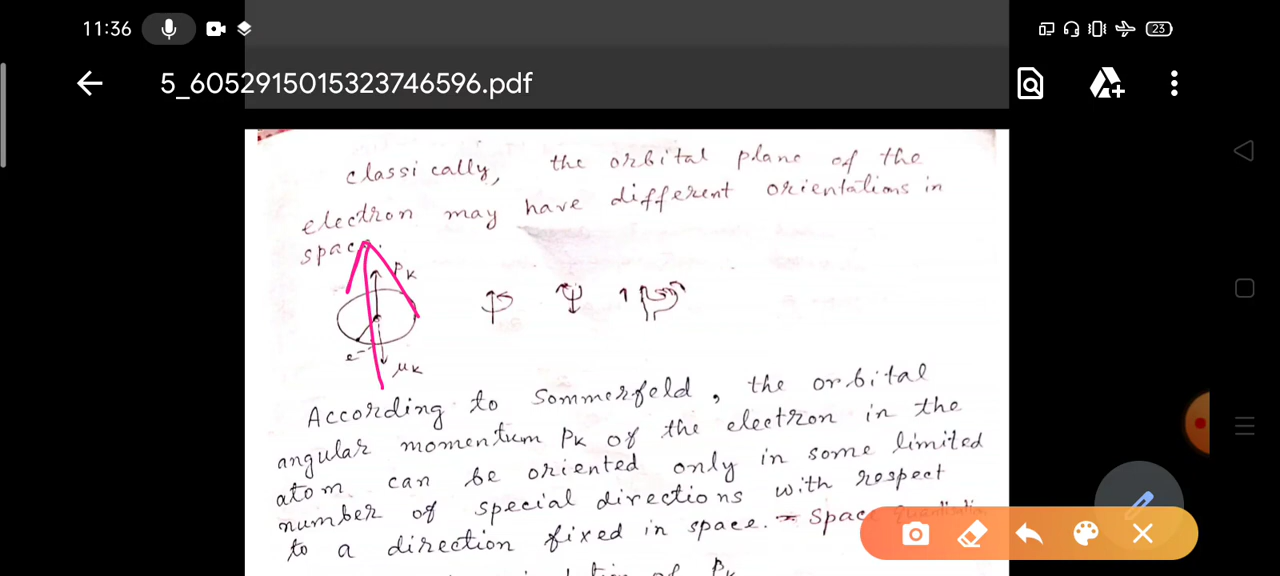 11:36
23
5_6052915015323746596.pdf
classically, the orbital plane of the
electron may have different orientations in
space.
PK
e-
μK
According to Sommerfeld, the orbital
angular momentum PK of the electron in the
atom can be oriented only in some limited
number of special directions with respect
to a direction fixed in space. - Space
of PK